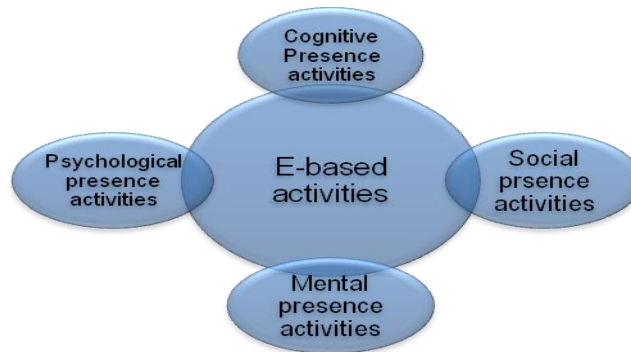 Cognitive
Presence
activities
Psychological
presence
activities
E-based
activities
Social
prsence
activities
Mental
presence
activities